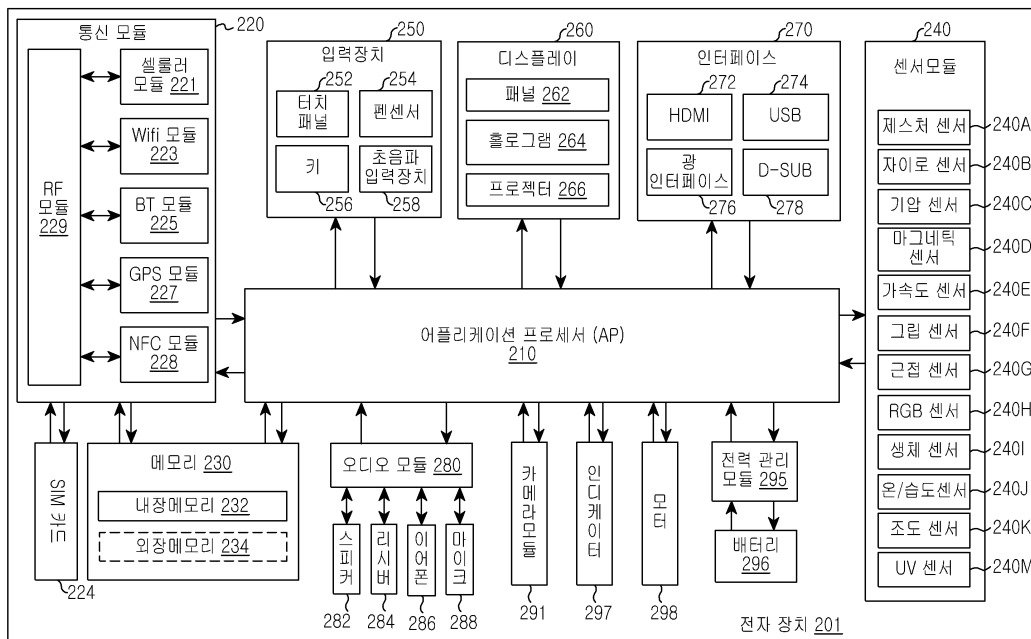 통신 모듈
220
RF
모듈
229
셀룰러
모듈 221
Wifi 모듈
223
BT 모듈
225
GPS 모듈
227
NFC 모듈
228
250
입력장치
252
254
터치
패널
펜센서
키
초음파
입력장치
256
258
260
디스플레이
패널 262
홀로그램 264
프로젝터 266
270
인터페이스
272
274
HDMI
USB
광
인터페이스
D-SUB
276
278
240
센서모듈
제스처 센서
240A
자이로 센서
240B
기압 센서
240C
마그네틱
센서
240D
가속도 센서
240E
그립 센서
240F
근접 센서
240G
RGB 센서
240H
생체 센서
240I
온/습도센서
240J
조도 센서
240K
UV 센서
240M
어플리케이션 프로세서 (AP)
210
SIM 카드
224
메모리 230
내장메모리 232
외장메모리 234
오디오 모듈 280
스피커
리시버
이어폰
마이크
282
284
286
288
카메라모듈
291
인디케이터
297
모터
298
전력 관리
모듈 295
배터리
296
전자 장치 201